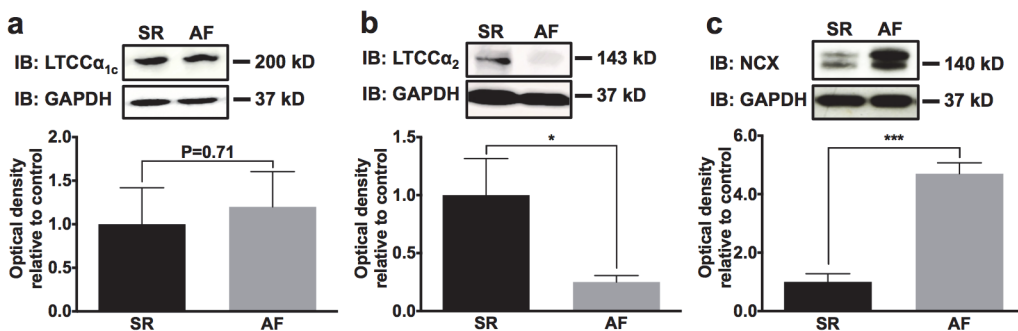 a
SR AF
IB: LTCCα1c
200 kD
IB: GAPDH
37 kD
Optical density
relative to control
2.0
1.5
1.0
0.5
0.0
P=0.71
SR AF
b
SR AF
IB: LTCCα2
143 kD
IB: GAPDH
37 kD
Optical density
relative to control
1.5
1.0
0.5
0.0
*
SR AF
c
SR AF
IB: NCX
140 kD
IB: GAPDH
37 kD
Optical density
relative to control
6.0
4.0
2.0
0.0
***
SR AF